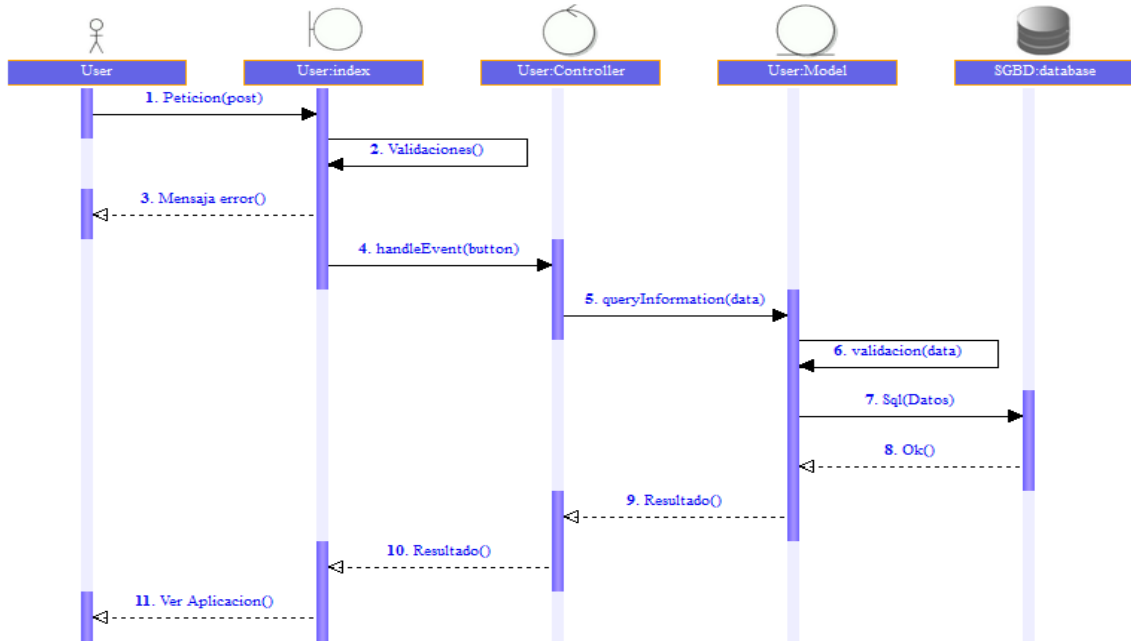 User
User:index
User:Controller
User:Model
SGBD:database
1. Peticion(post)
2. Validaciones()
3. Mensaja error()
4. handleEvent(button)
5. queryInformation(data)
6. validacion(data)
7. Sql(Datos)
8. Ok()
9. Resultado()
10. Resultado()
11. Ver Aplicacion()